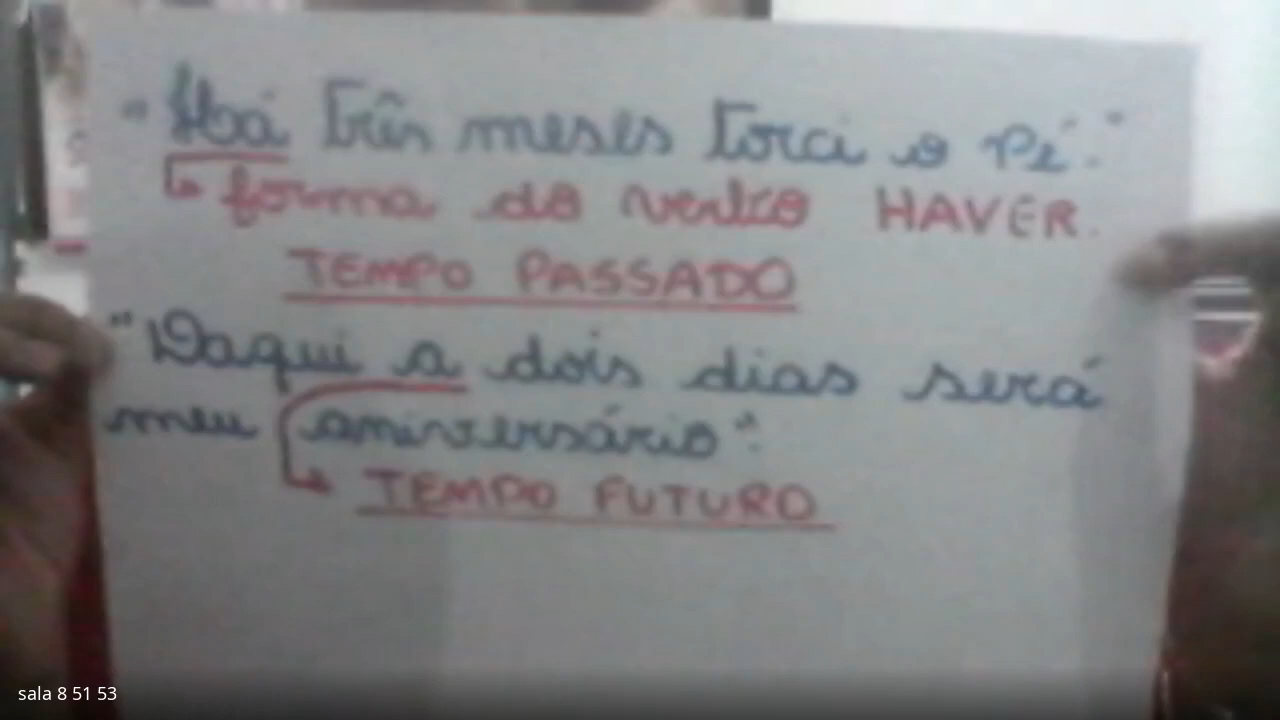 "Há três meses torci o pé."
forma do verbo HAVER.
TEMPO PASSADO
"Daqui a dois dias será
meu aniversário".
TEMPO FUTURO
sala 8 51 53